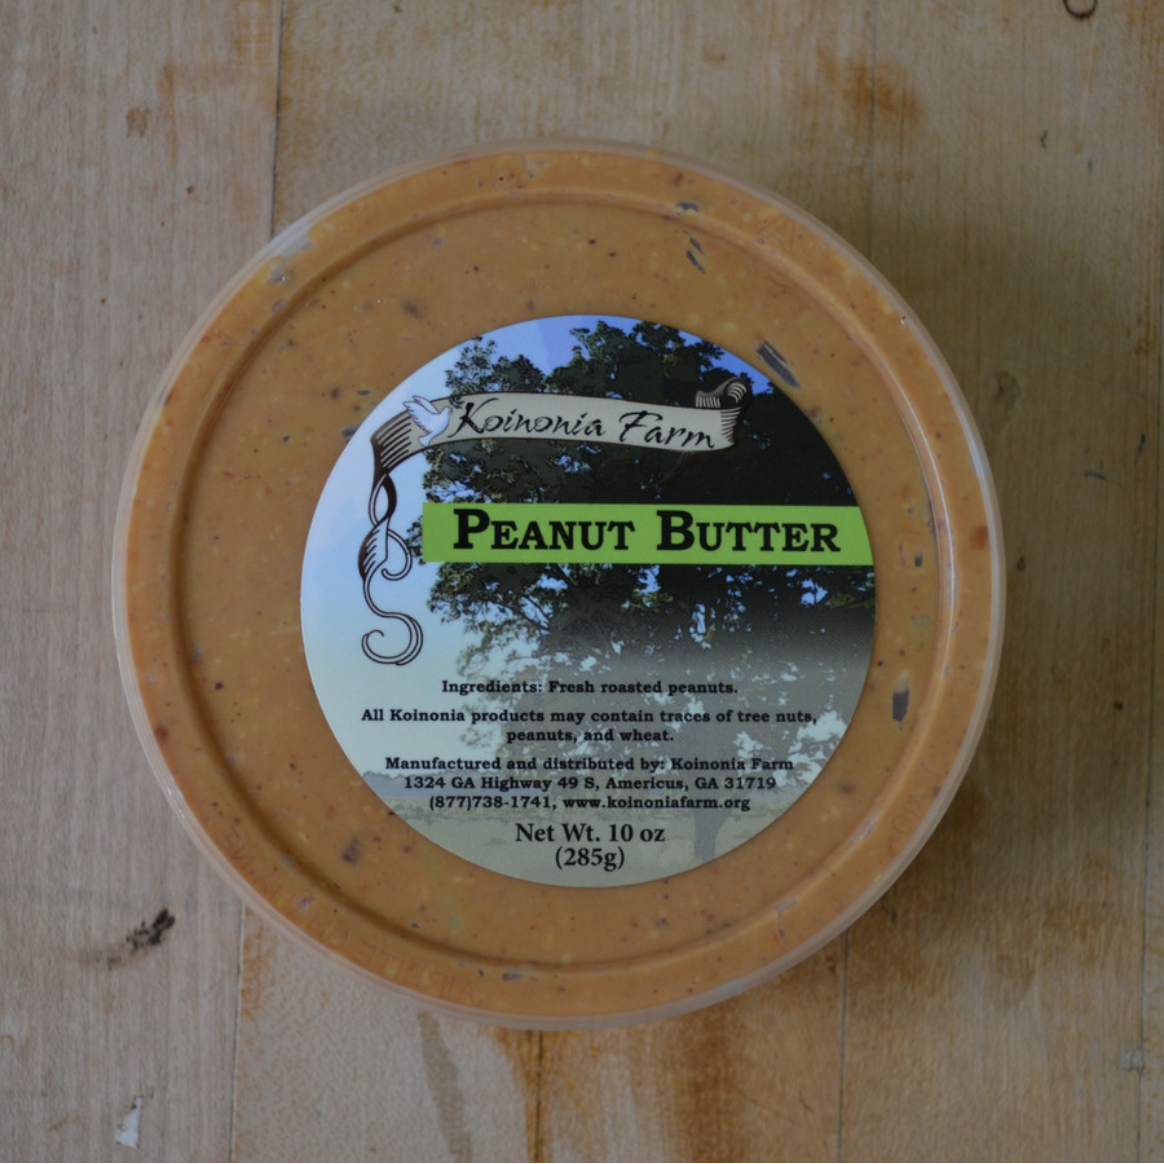 Koinonia Farm
PEANUT BUTTER
Ingredients: Fresh roasted peanuts.
All Koinonia products may contain traces of tree nuts,
peanuts, and wheat.
Manufactured and distributed by: Koinonia Farm
1324 GA Highway 49 S, Americus, GA 31719
(877)738-1741, www.koinoniafarm.org
Net Wt. 10 oz
(285g)